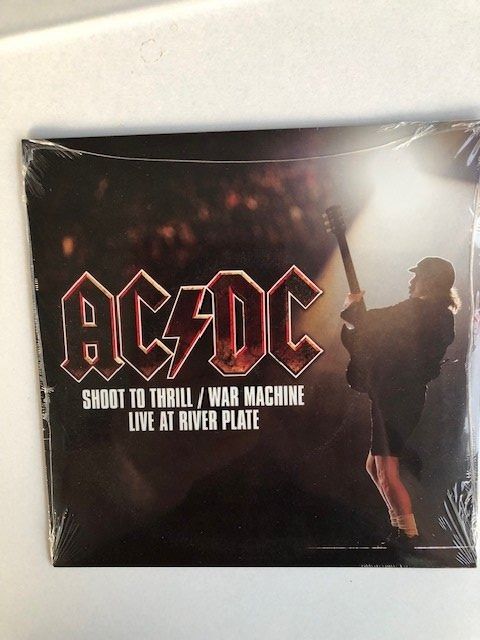 AC/DC
SHOOT TO THRILL / WAR MACHINE
LIVE AT RIVER PLATE